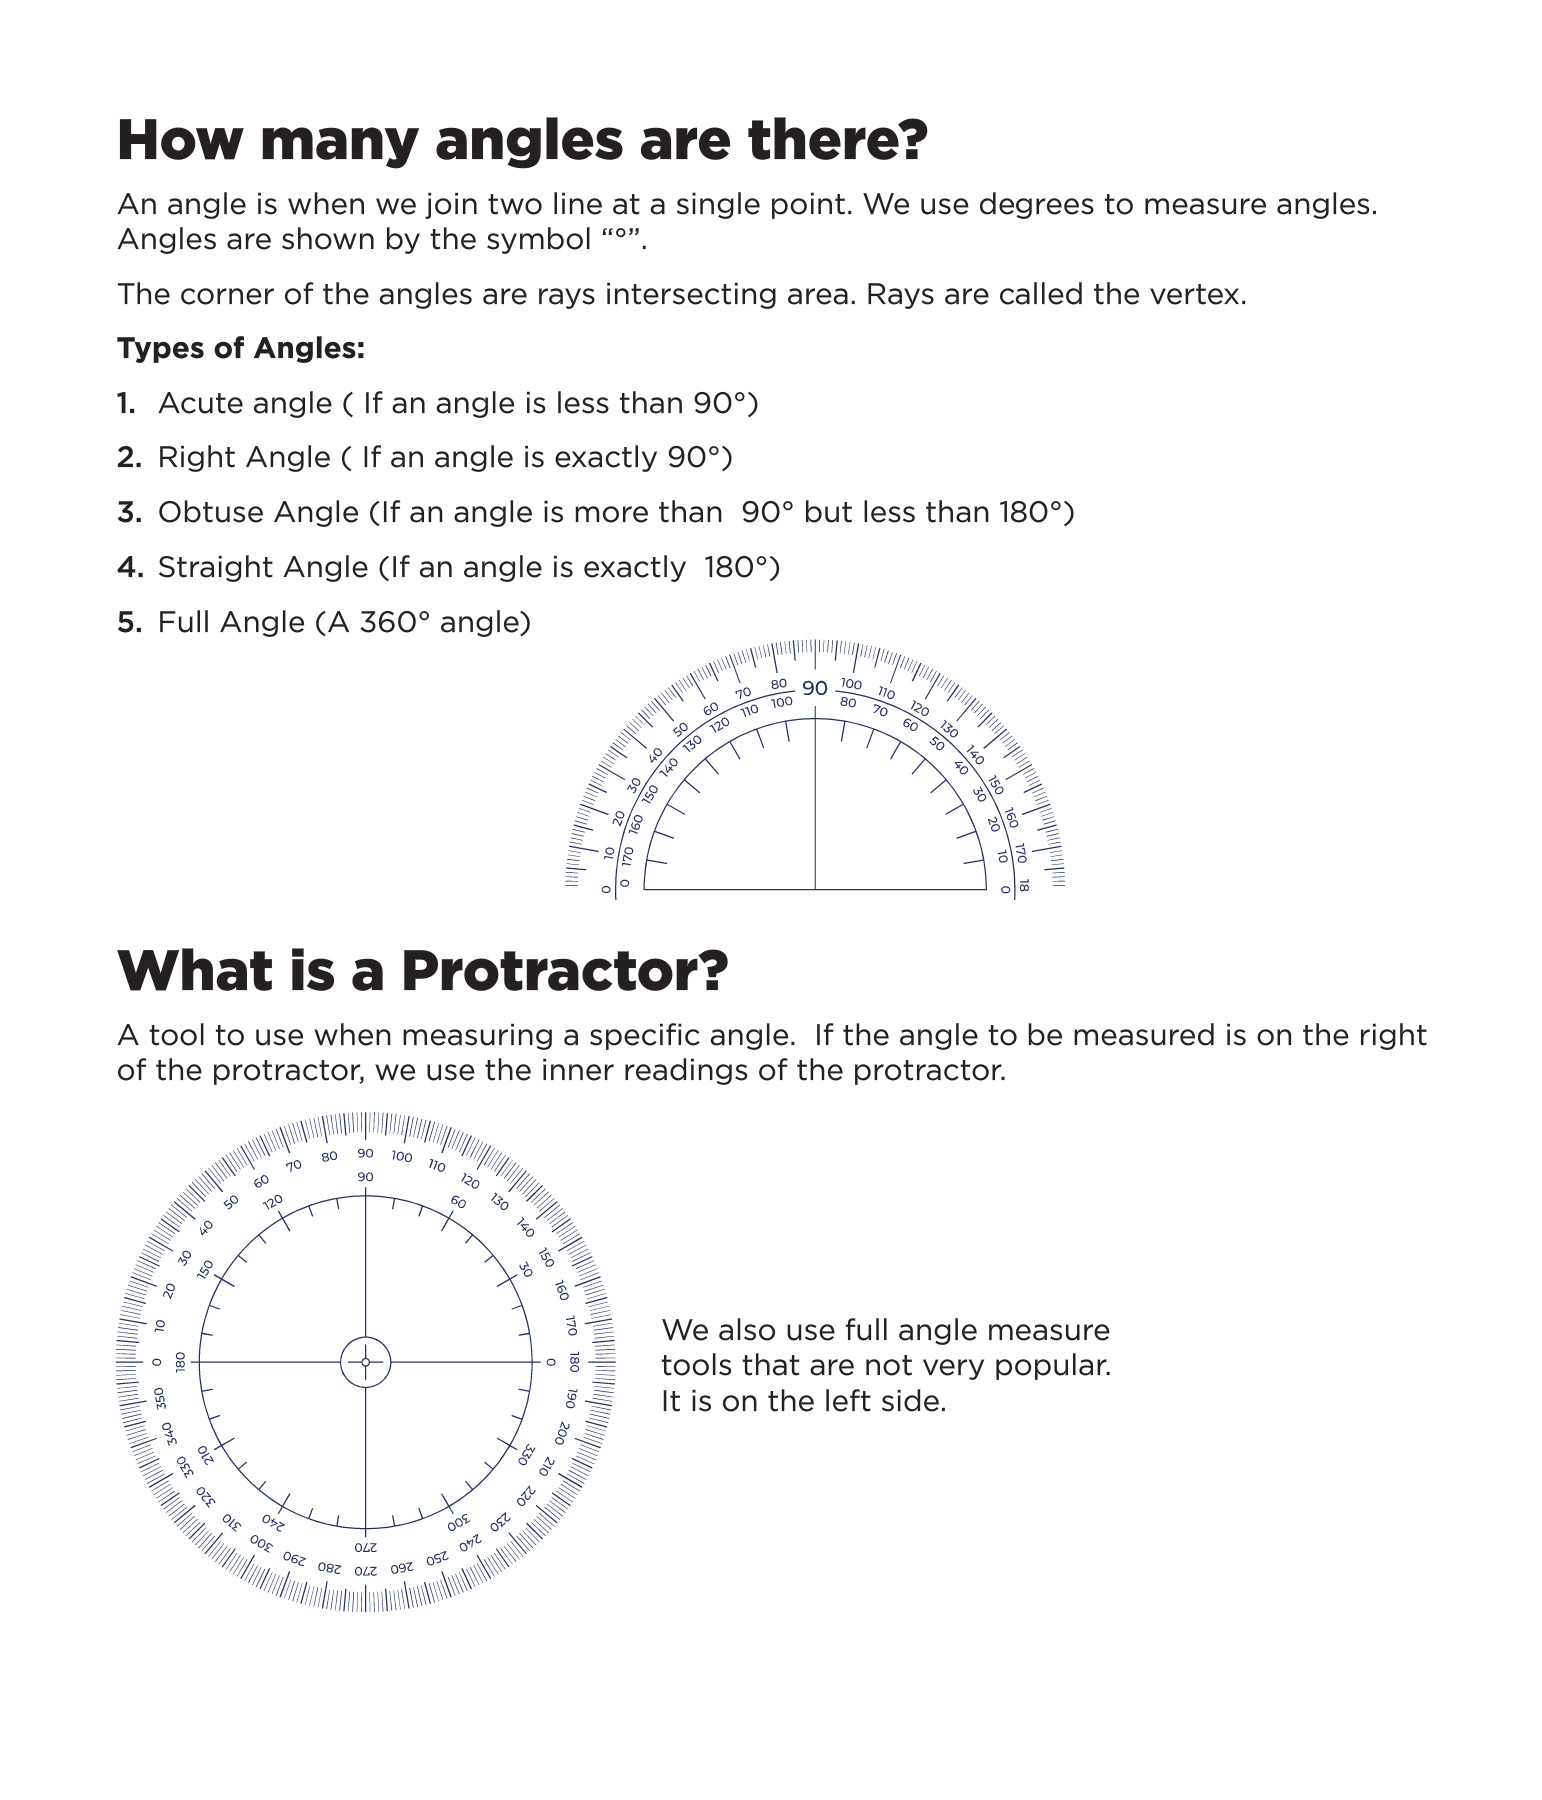 How many angles are there?
An angle is when we join two line at a single point. We use degrees to measure angles.
Angles are shown by the symbol “°”.
The corner of the angles are rays intersecting area. Rays are called the vertex.
Types of Angles:
1. Acute angle ( If an angle is less than 90°)
2. Right Angle ( If an angle is exactly 90°)
3. Obtuse Angle (If an angle is more than  90° but less than 180°)
4. Straight Angle (If an angle is exactly  180°)
5. Full Angle (A 360° angle)
0 10 20 30 40 50 60 70 80 90 100 110 120 130 140 150 160 170 18
0 170 160 150 140 130 120 110 100 80 70 60 50 40 30 20 10 0
What is a Protractor?
A tool to use when measuring a specific angle.  If the angle to be measured is on the right
of the protractor, we use the inner readings of the protractor.
0 10 20 30 40 50 60 70 80 90 100 110 120 130 140 150 160 170 180 190 200 210 220 230 240 250 260 270 280 290 300 310 320 330 340 350
0 30 60 90 120 150 180 210 240 270 300 330
We also use full angle measure
tools that are not very popular.
It is on the left side.